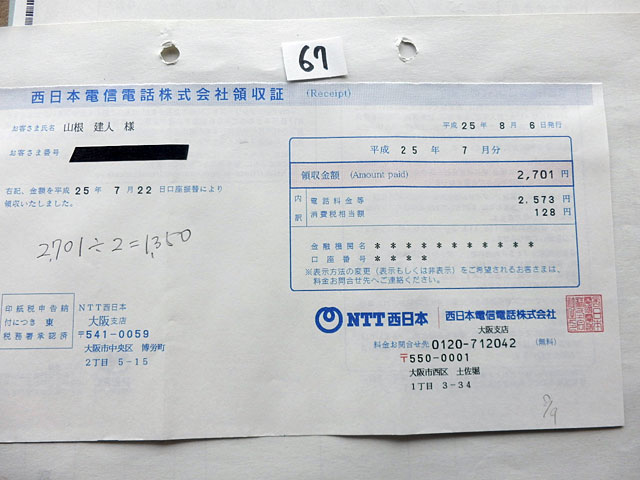 67
西日本電信電話株式会社領収証 (Receipt)
お客さま氏名 山根 建人 様
お客さま番号
平成 25年 8月 6日発行
右記、金額を平成 25年 7月 22日口座振替により
領収いたしました。
2,701÷2=1,350
平成 25 年 7月分
領収金額 (Amount paid) 2,701 円
内訳
電話料金等 2,573 円
消費税相当額 128 円
金融機関名 * * * * * * * * * * *
口座番号 * * * *
※表示方法の変更(表示もしくは非表示)をご希望されるお客さまは、
料金お問合せ先へご連絡ください。
印紙税申告納
付につき 東
税務署承認済
NTT西日本
大阪支店
〒541-0059
大阪市中央区 博労町
2丁目 5-15
NTT西日本 西日本電信電話株式会社
大阪支店
料金お問合せ先 0120-712042 (無料)
〒550-0001
大阪市西区 土佐堀
1丁目 3-34